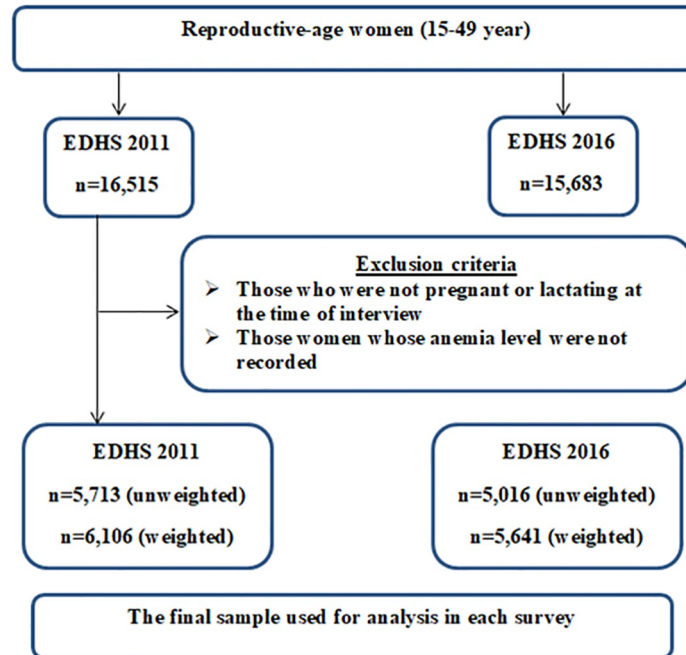 Reproductive-age women (15-49 year)
EDHS 2011
n=16,515
EDHS 2016
n=15,683
Exclusion criteria
➢ Those who were not pregnant or lactating at
the time of interview
➢ Those women whose anemia level were not
recorded
EDHS 2011
n=5,713 (unweighted)
n=6,106 (weighted)
EDHS 2016
n=5,016 (unweighted)
n=5,641 (weighted)
The final sample used for analysis in each survey